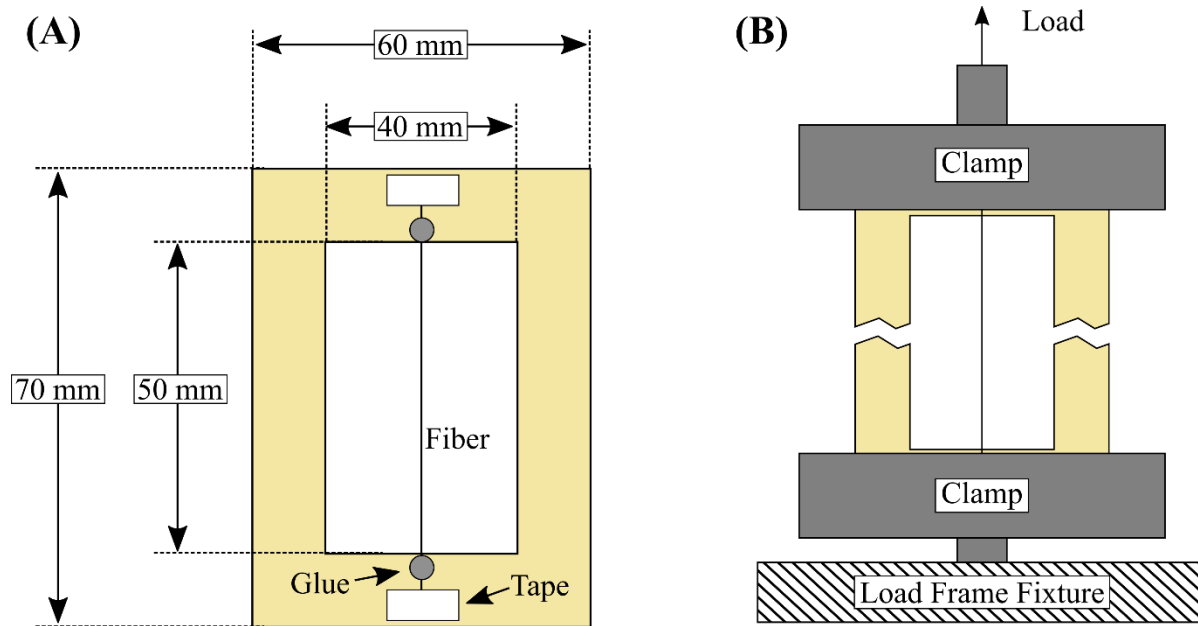 (A)
60 mm
40 mm
70 mm
50 mm
Fiber
Glue
Tape
(B)
Load
Clamp
Clamp
Load Frame Fixture